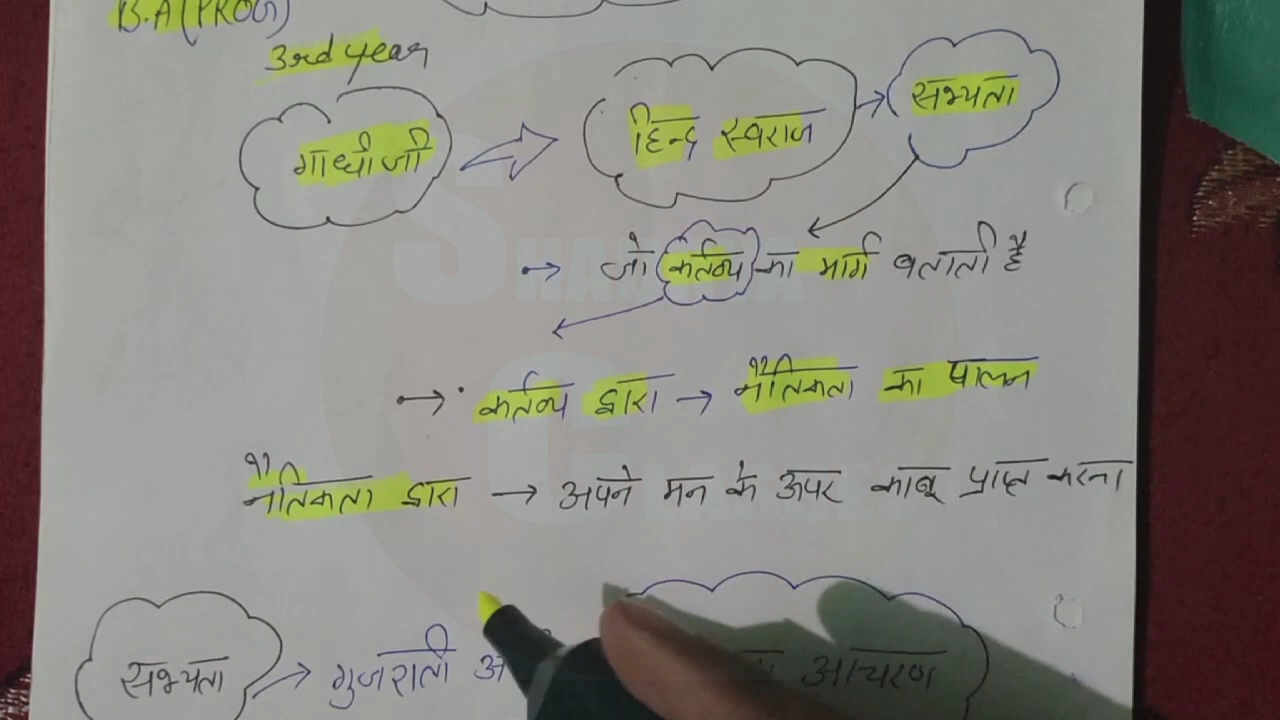 B.A (PROG)
3rd year
गाधीजी
हिन्द स्वराज
सभ्यता
जो कर्तव्य का मार्ग बताती है
कर्तव्य द्वारा → नैतिकता का पालन
नैतिकता द्वारा → अपने मन के ऊपर काबू प्राप्त करना
सभ्यता → गुजराती आचरण